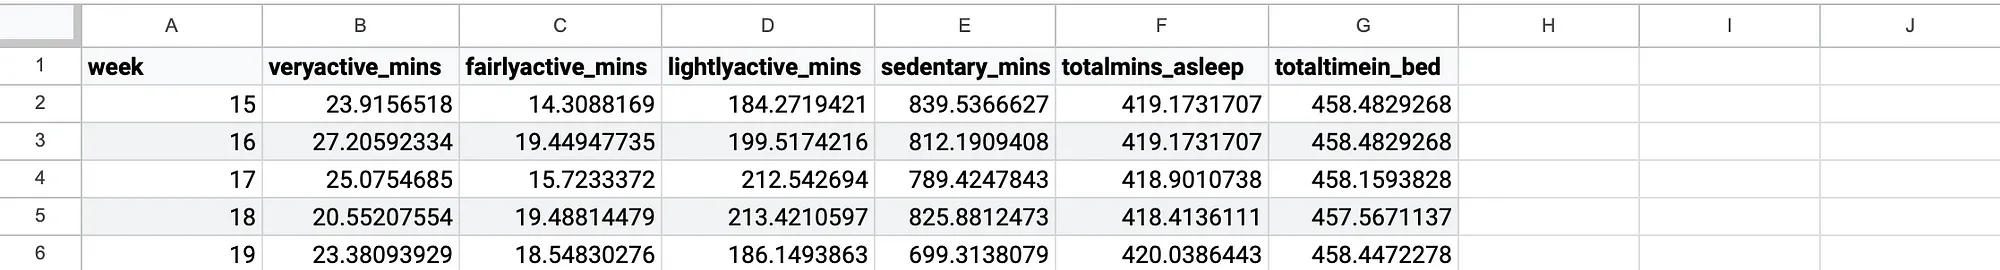 A B C D E F G H I J
1 week veryactive_mins fairlyactive_mins lightlyactive_mins sedentary_mins totalmins_asleep totaltimein_bed
2 15 23.9156518 14.3088169 184.2719421 839.5366627 419.1731707 458.4829268
3 16 27.20592334 19.44947735 199.5174216 812.1909408 419.1731707 458.4829268
4 17 25.0754685 15.7233372 212.542694 789.4247843 418.9010738 458.1593828
5 18 20.55207554 19.48814479 213.4210597 825.8812473 418.4136111 457.5671137
6 19 23.38093929 18.54830276 186.1493863 699.3138079 420.0386443 458.4472278